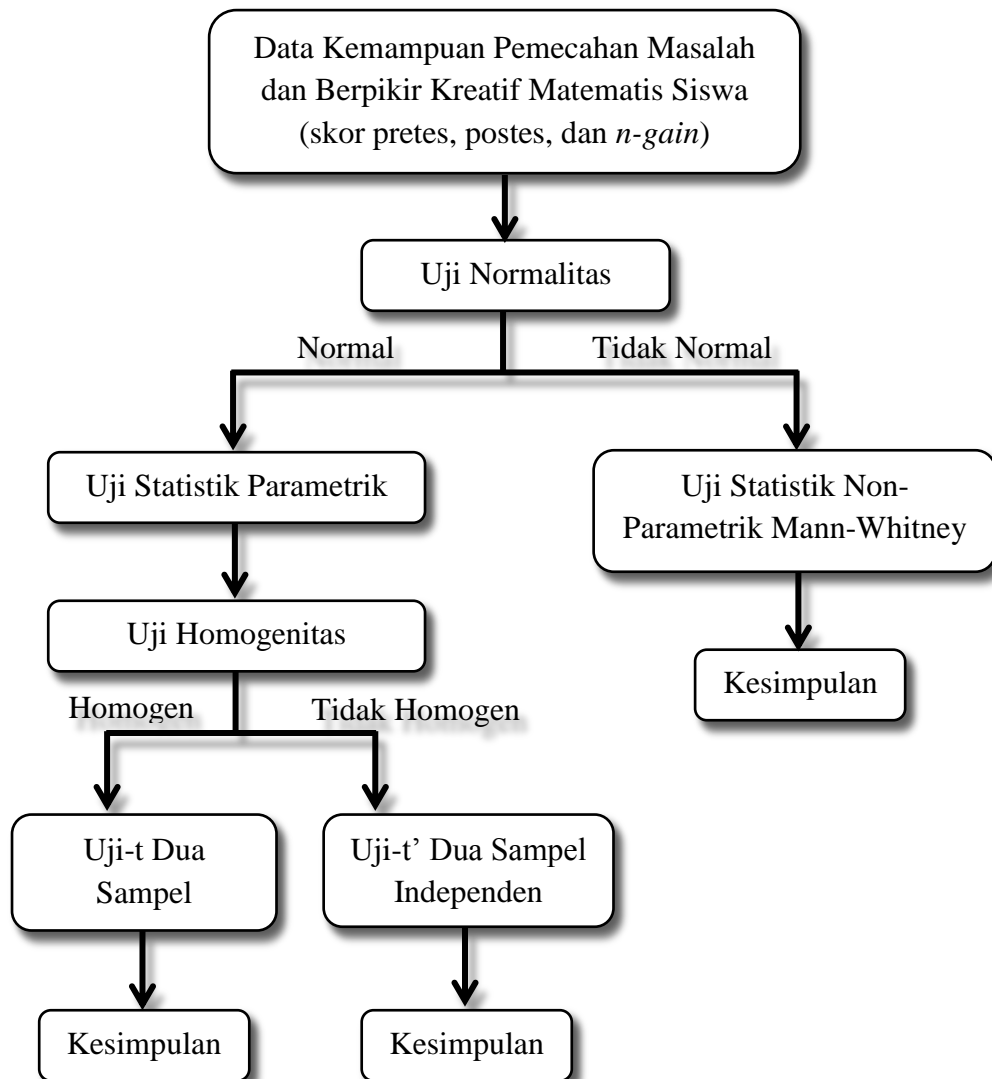 Data Kemampuan Pemecahan Masalah
dan Berpikir Kreatif Matematis Siswa
(skor pretes, postes, dan n-gain)
Uji Normalitas
Normal
Tidak Normal
Uji Statistik Parametrik
Uji Statistik Non-
Parametrik Mann-Whitney
Uji Homogenitas
Kesimpulan
Homogen
Tidak Homogen
Uji-t Dua
Sampel
Uji-t’ Dua Sampel
Independen
Kesimpulan
Kesimpulan